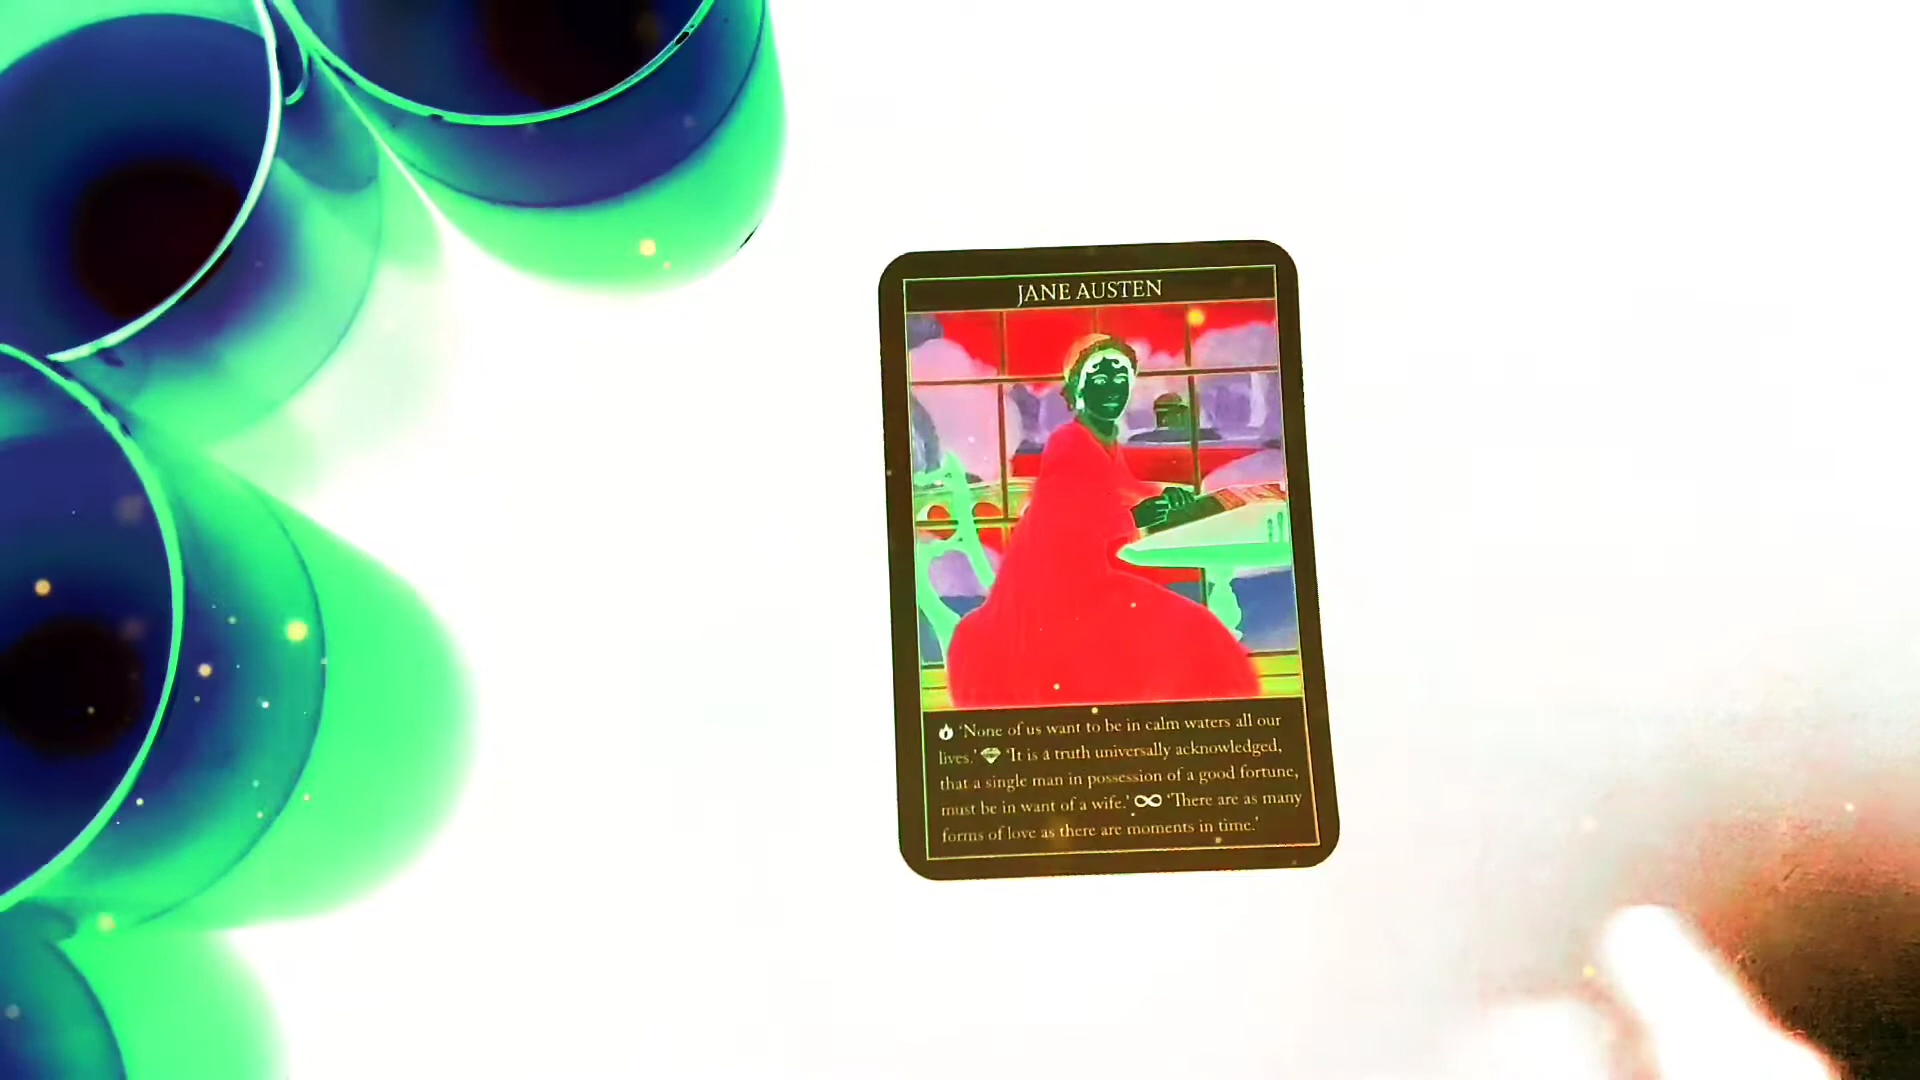 JANE AUSTEN
'None of us want to be in calm waters all our
lives.' 'It is a truth universally acknowledged,
that a single man in possession of a good fortune,
must be in want of a wife.' 'There are as many
forms of love as there are moments in time.'